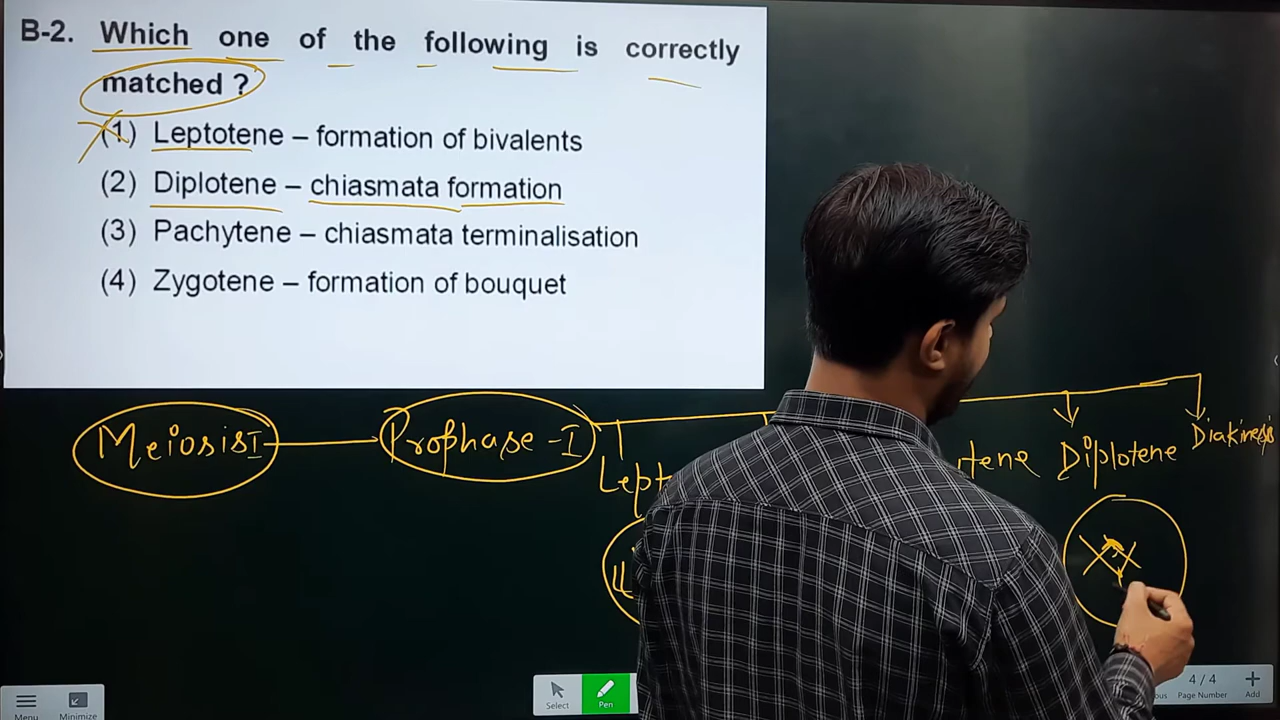 B-2. Which one of the following is correctly
matched ?
(1) Leptotene – formation of bivalents
(2) Diplotene – chiasmata formation
(3) Pachytene – chiasmata terminalisation
(4) Zygotene – formation of bouquet
Meiosis I Prophase - I Lept tene Diplotene Diakinesis
Menu Minimize Select Pen 4 / 4 Page Number Add